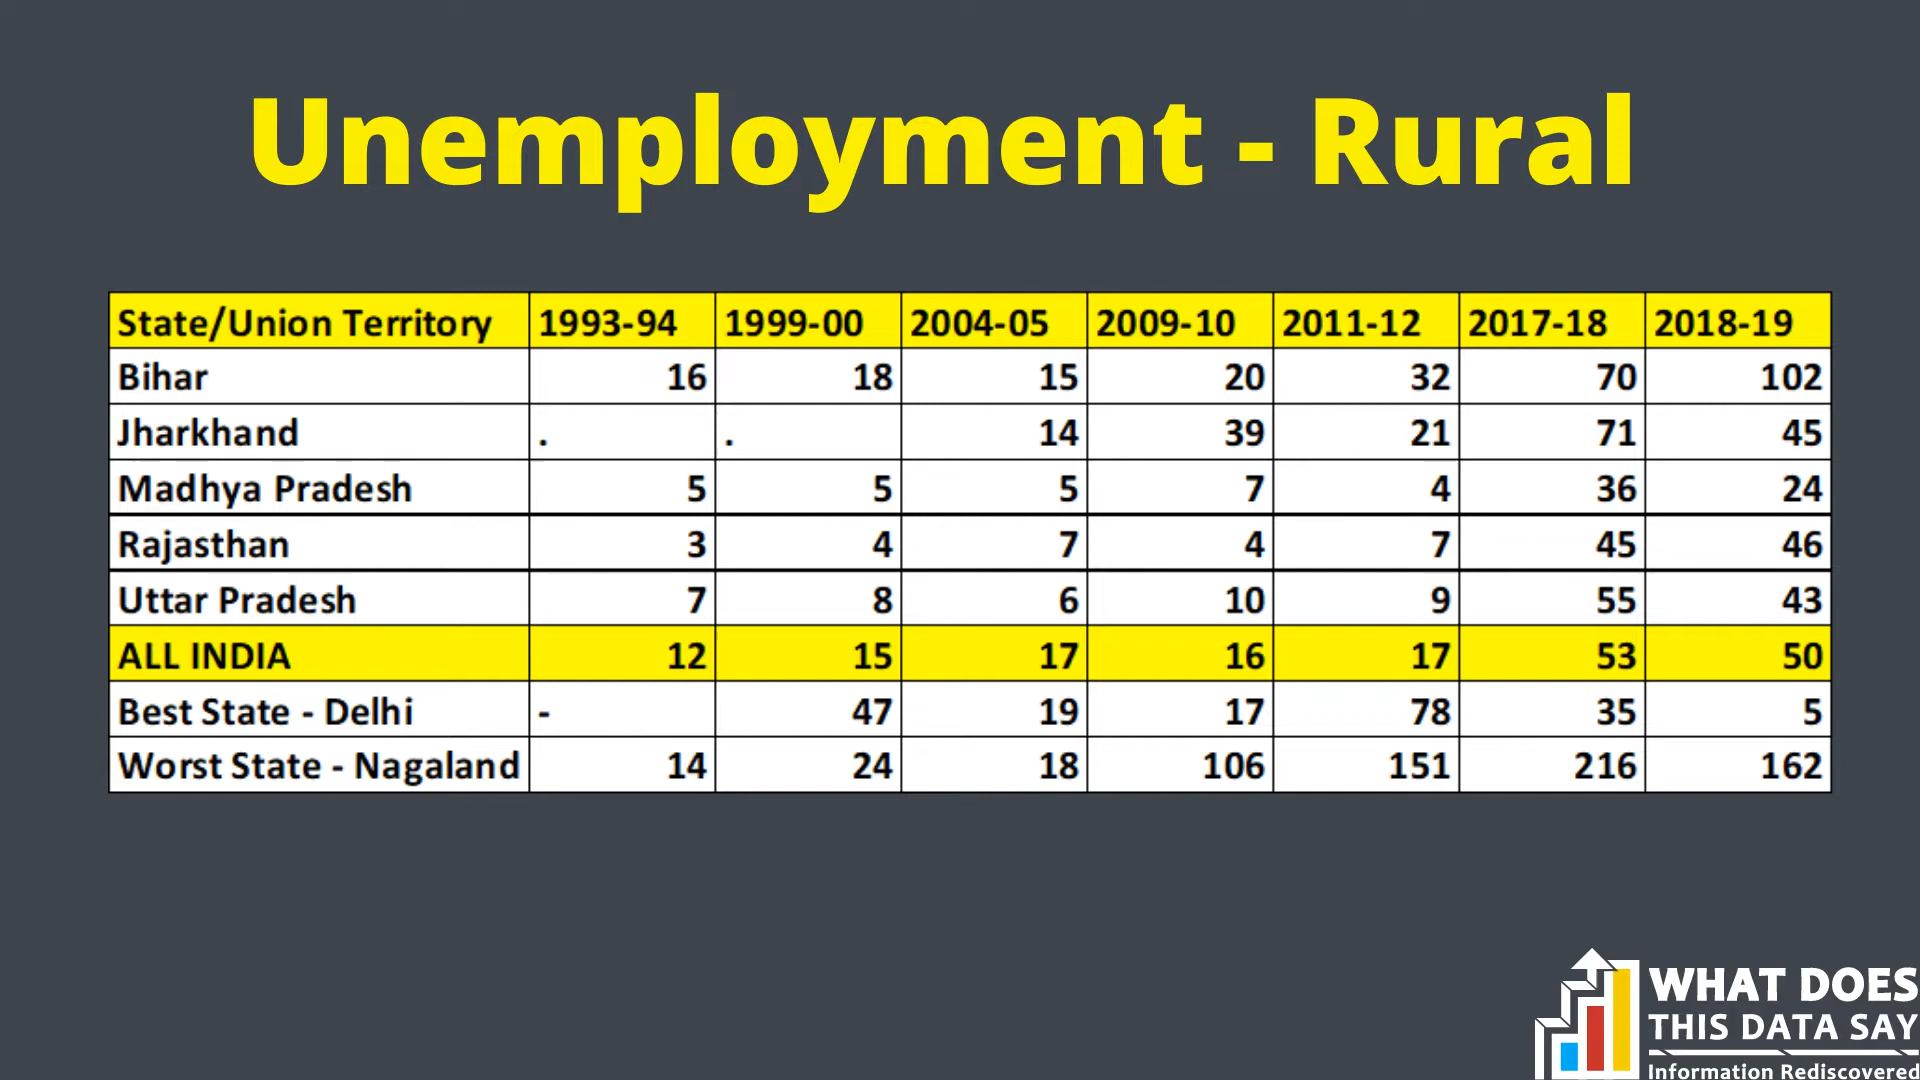 Unemployment - Rural
State/Union Territory 1993-94 1999-00 2004-05 2009-10 2011-12 2017-18 2018-19
Bihar 16 18 15 20 32 70 102
Jharkhand . . 14 39 21 71 45
Madhya Pradesh 5 5 5 7 4 36 24
Rajasthan 3 4 7 4 7 45 46
Uttar Pradesh 7 8 6 10 9 55 43
ALL INDIA 12 15 17 16 17 53 50
Best State - Delhi - 47 19 17 78 35 5
Worst State - Nagaland 14 24 18 106 151 216 162
WHAT DOES
THIS DATA SAY
Information Rediscovered